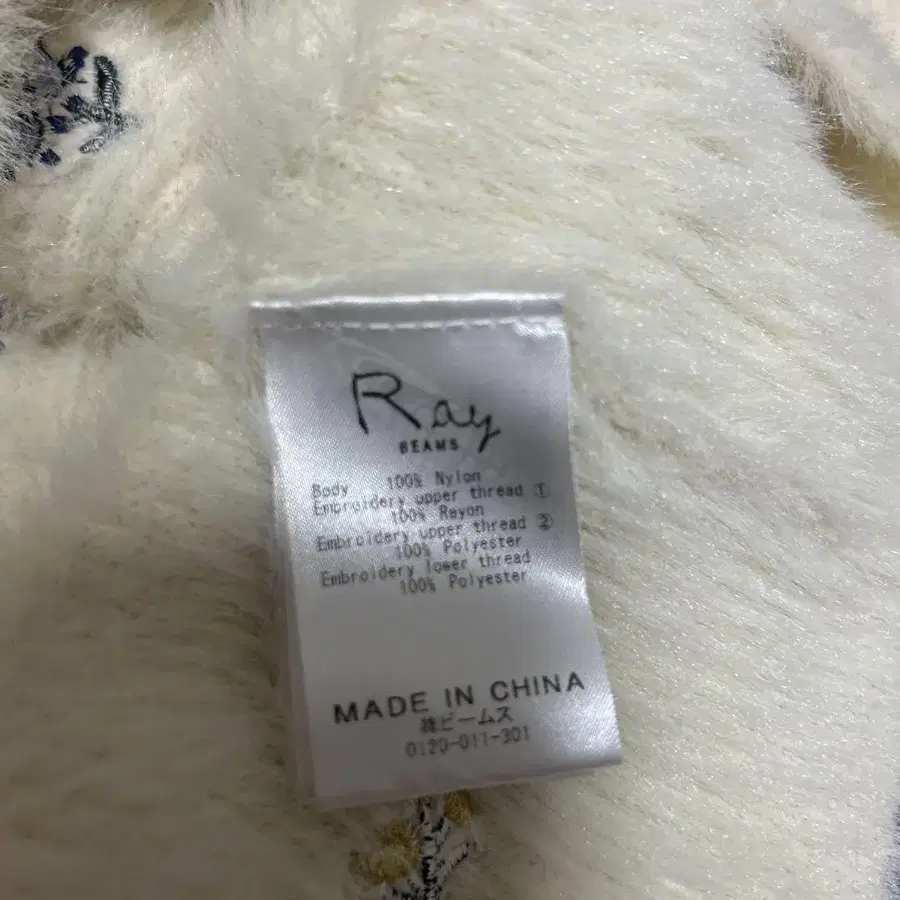 Ray
BEAMS
Body 100% Nylon
Embroidery upper thread ①
100% Rayon
Embroidery upper thread ②
100% Polyester
Embroidery lower thread
100% Polyester
MADE IN CHINA
㈱ビームス
0120-011-301